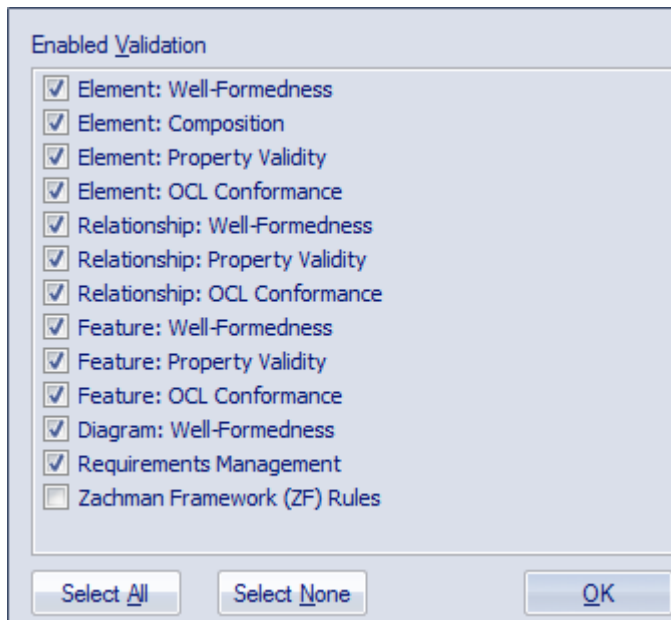 Enabled Validation
Element: Well-Formedness
Element: Composition
Element: Property Validity
Element: OCL Conformance
Relationship: Well-Formedness
Relationship: Property Validity
Relationship: OCL Conformance
Feature: Well-Formedness
Feature: Property Validity
Feature: OCL Conformance
Diagram: Well-Formedness
Requirements Management
Zachman Framework (ZF) Rules
Select All Select None OK